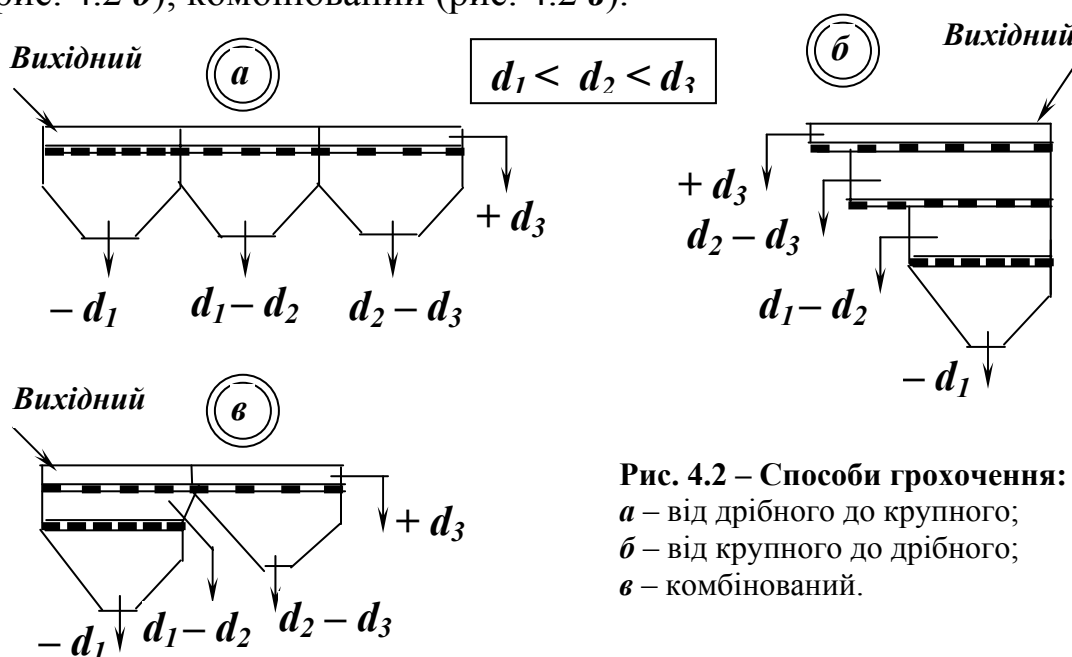 рис. 4.2 б); комбінований (рис. 4.2 в).
Вихідний
а
d1 < d2 < d3
б
Вихідний
+ d3
– d1
d1 – d2
d2 – d3
+ d3
d2 – d3
d1 – d2
– d1
Вихідний
в
+ d3
– d1
d1 – d2
d2 – d3
Рис. 4.2 – Способи грохочення:
а – від дрібного до крупного;
б – від крупного до дрібного;
в – комбінований.